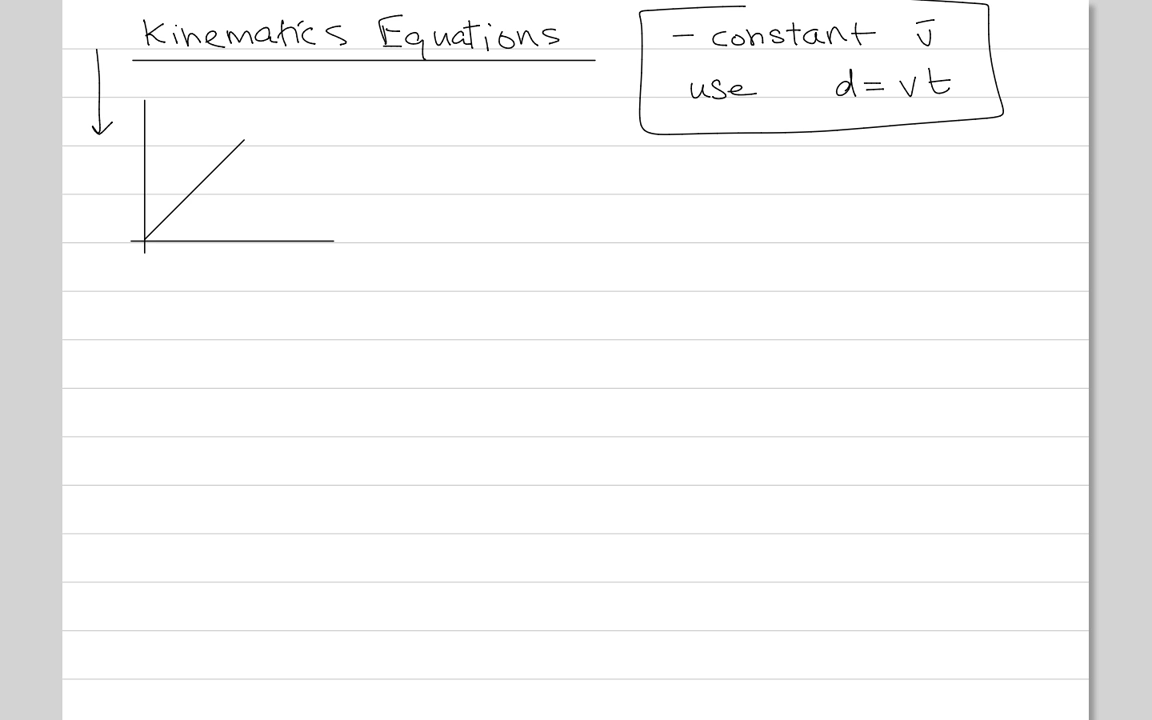 Kinematics Equations
- constant v̄
use d = vt